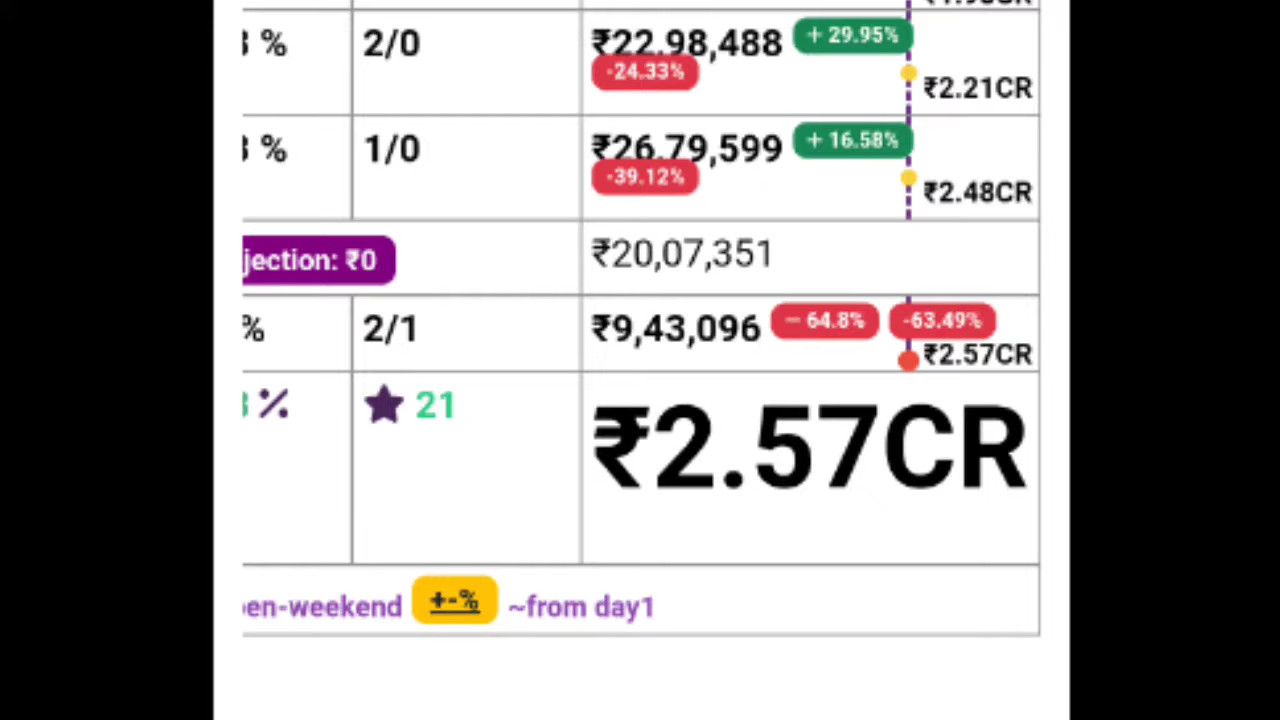 % 2/0 ₹22,98,488 + 29.95%
-24.33%
₹2.21CR
% 1/0 ₹26,79,599 + 16.58%
-39.12%
₹2.48CR
jection: ₹0 ₹20,07,351
% 2/1 ₹9,43,096 − 64.8% -63.49%
₹2.57CR
% 21 ₹2.57CR
en-weekend +-% ~from day1